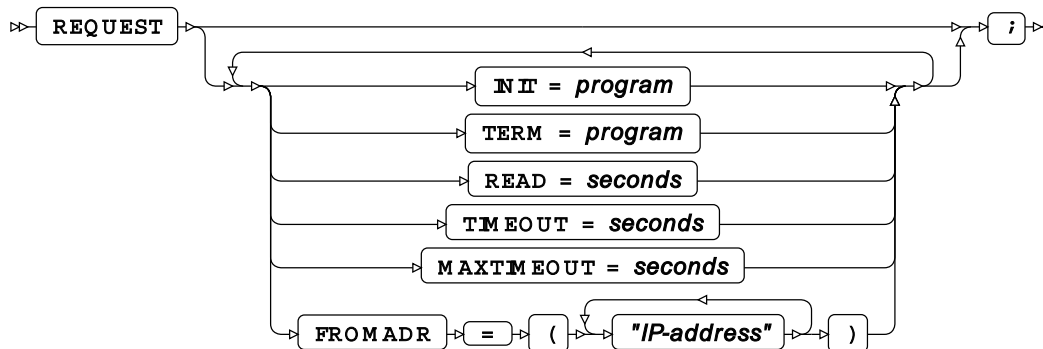 REQUEST ;
INIT = program
TERM = program
READ = seconds
TIMEOUT = seconds
MAXTIMEOUT = seconds
FROMADR = ( "IP-address" )